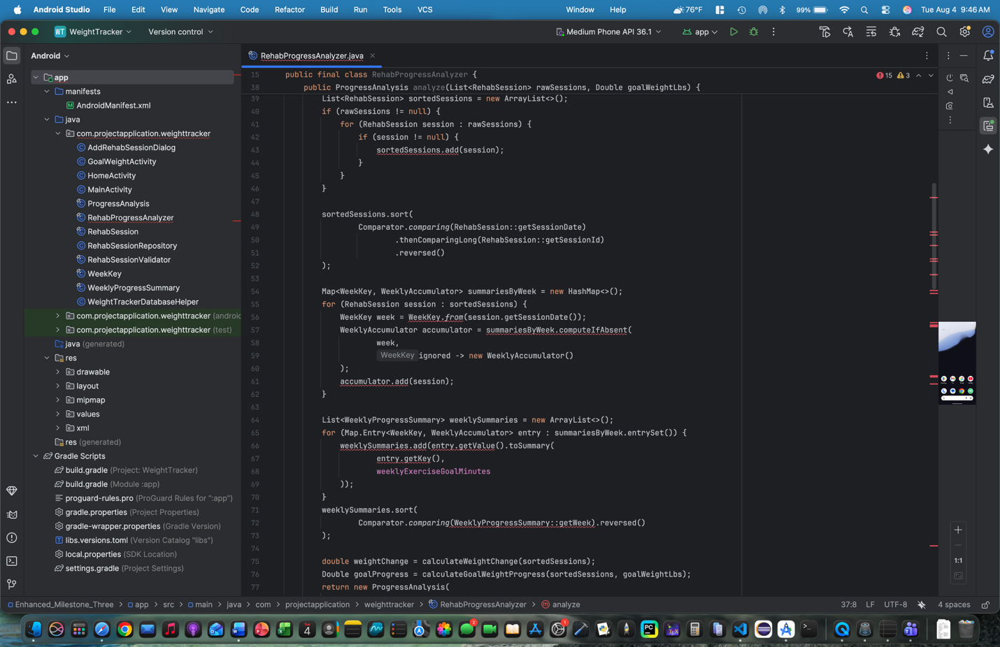 Android Studio File Edit View Navigate Code Refactor Build Run Tools VCS Window Help 76°F 99% Tue Aug 4 9:46 AM
WT WeightTracker Version control Medium Phone API 36.1 app
Android
app
manifests
AndroidManifest.xml
java
com.projectapplication.weighttracker
AddRehabSessionDialog
GoalWeightActivity
HomeActivity
MainActivity
ProgressAnalysis
RehabProgressAnalyzer
RehabSession
RehabSessionRepository
RehabSessionValidator
WeekKey
WeeklyProgressSummary
WeightTrackerDatabaseHelper
com.projectapplication.weighttracker (androic
com.projectapplication.weighttracker (test)
java (generated)
res
drawable
layout
mipmap
values
xml
res (generated)
Gradle Scripts
build.gradle (Project: WeightTracker)
build.gradle (Module :app)
proguard-rules.pro (ProGuard Rules for ":app")
gradle.properties (Project Properties)
gradle-wrapper.properties (Gradle Version)
libs.versions.toml (Version Catalog "libs")
local.properties (SDK Location)
settings.gradle (Project Settings)
RehabProgressAnalyzer.java
15 3
15 public final class RehabProgressAnalyzer {
38 public ProgressAnalysis analyze(List<RehabSession> rawSessions, Double goalWeightLbs) {
39 List<RehabSession> sortedSessions = new ArrayList<>();
40 if (rawSessions != null) {
41 for (RehabSession session : rawSessions) {
42 if (session != null) {
43 sortedSessions.add(session);
44 }
45 }
46 }
47
48 sortedSessions.sort(
49 Comparator.comparing(RehabSession::getSessionDate)
50 .thenComparingLong(RehabSession::getSessionId)
51 .reversed()
52 );
53
54 Map<WeekKey, WeeklyAccumulator> summariesByWeek = new HashMap<>();
55 for (RehabSession session : sortedSessions) {
56 WeekKey week = WeekKey.from(session.getSessionDate());
57 WeeklyAccumulator accumulator = summariesByWeek.computeIfAbsent(
58 week,
59 WeekKey ignored -> new WeeklyAccumulator()
60 );
61 accumulator.add(session);
62 }
63
64 List<WeeklyProgressSummary> weeklySummaries = new ArrayList<>();
65 for (Map.Entry<WeekKey, WeeklyAccumulator> entry : summariesByWeek.entrySet()) {
66 weeklySummaries.add(entry.getValue().toSummary(
67 entry.getKey(),
68 weeklyExerciseGoalMinutes
69 ));
70 }
71 weeklySummaries.sort(
72 Comparator.comparing(WeeklyProgressSummary::getWeek).reversed()
73 );
74
75 double weightChange = calculateWeightChange(sortedSessions);
76 Double goalProgress = calculateGoalWeightProgress(sortedSessions, goalWeightLbs);
77 return new ProgressAnalysis(
1:1
Enhanced_Milestone_Three > app > src > main > java > com > projectapplication > weighttracker > RehabProgressAnalyzer > analyze 37:8 LF UTF-8 4 spaces